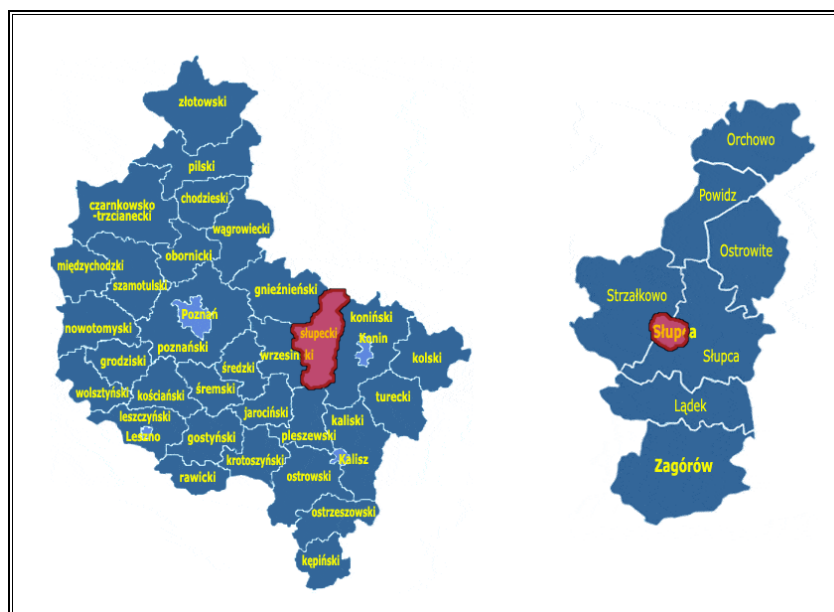 złotowski
pilski
chodzieski
czarnkowsko
-trzcianecki
wągrowiecki
obornicki
międzychodzki
szamotulski
gnieźnieński
Poznań
koniński
nowotomyski
słupecki
Konin
poznański
wrzesiński
kolski
grodziski
średzki
wolsztyński
kościański
śremski
turecki
jarociński
leszczyński
kaliski
Leszno
gostyński
pleszewski
krotoszyński
Kalisz
rawicki
ostrowski
ostrzeszowski
kępiński
Orchowo
Powidz
Ostrowite
Strzałkowo
Słupca
Słupca
Lądek
Zagórów